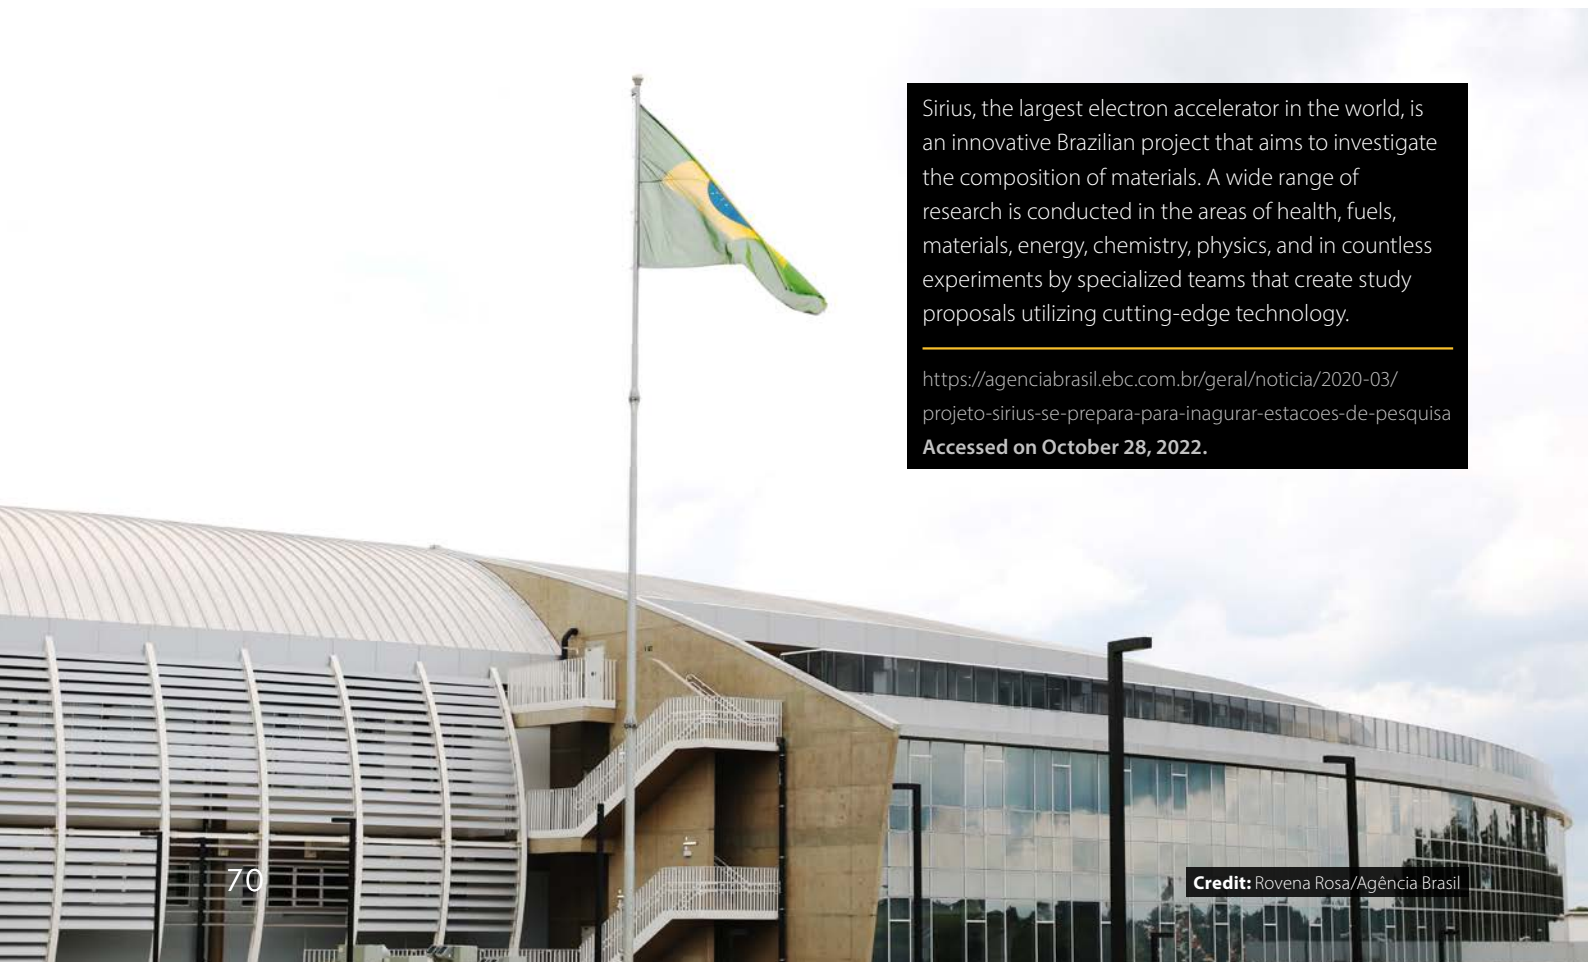 Sirius, the largest electron accelerator in the world, is
an innovative Brazilian project that aims to investigate
the composition of materials. A wide range of
research is conducted in the areas of health, fuels,
materials, energy, chemistry, physics, and in countless
experiments by specialized teams that create study
proposals utilizing cutting-edge technology.
https://agenciabrasil.ebc.com.br/geral/noticia/2020-03/
projeto-sirius-se-prepara-para-inagurar-estacoes-de-pesquisa
Accessed on October 28, 2022.
70
Credit: Rovena Rosa/Agência Brasil